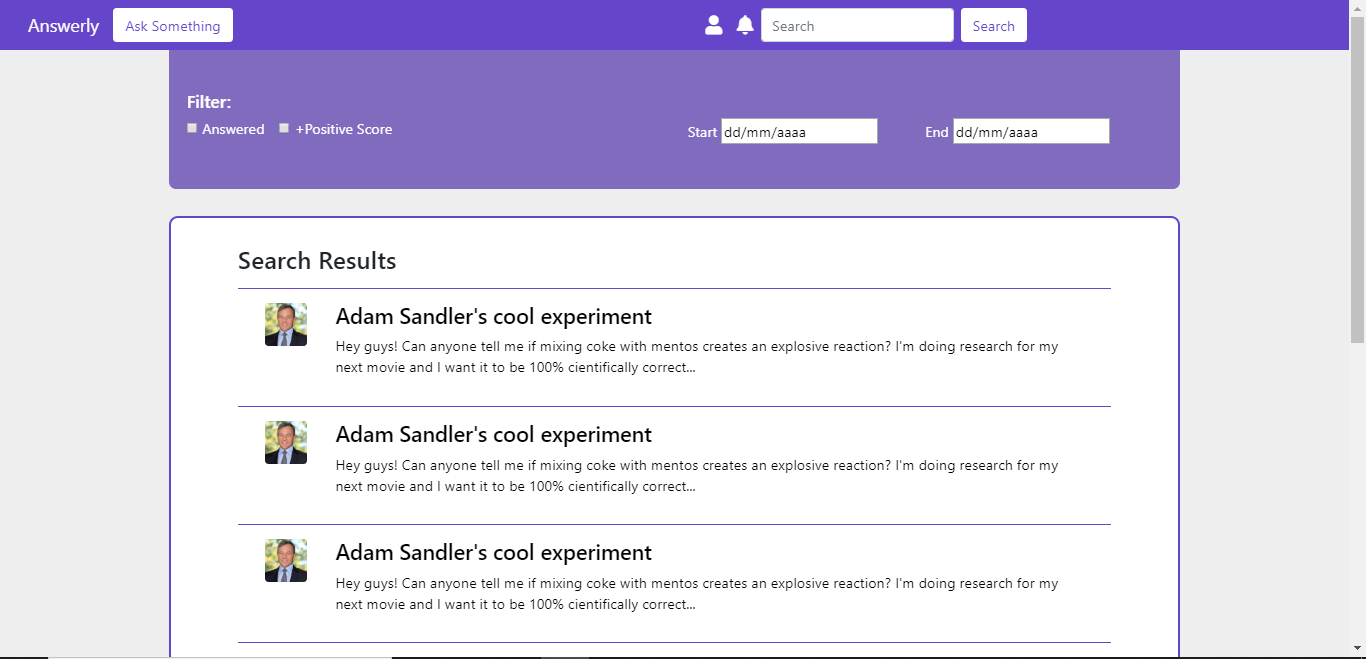 Answerly Ask Something Search Search
Filter:
Answered +Positive Score Start dd/mm/aaaa End dd/mm/aaaa
Search Results
Adam Sandler's cool experiment
Hey guys! Can anyone tell me if mixing coke with mentos creates an explosive reaction? I'm doing research for my
next movie and I want it to be 100% cientifically correct...
Adam Sandler's cool experiment
Hey guys! Can anyone tell me if mixing coke with mentos creates an explosive reaction? I'm doing research for my
next movie and I want it to be 100% cientifically correct...
Adam Sandler's cool experiment
Hey guys! Can anyone tell me if mixing coke with mentos creates an explosive reaction? I'm doing research for my
next movie and I want it to be 100% cientifically correct...